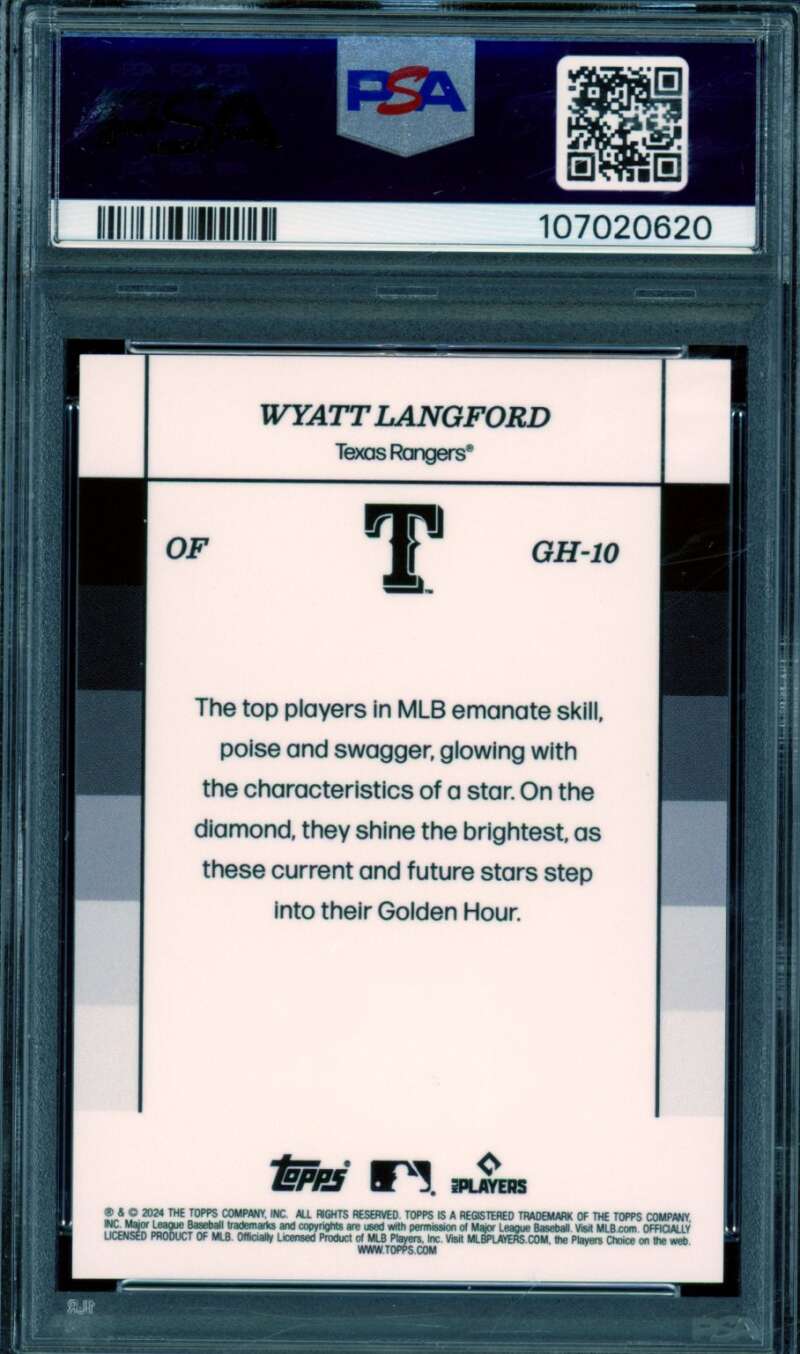 PSA
107020620
WYATT LANGFORD
Texas Rangers®
OF
T™
GH-10
The top players in MLB emanate skill,
poise and swagger, glowing with
the characteristics of a star. On the
diamond, they shine the brightest, as
these current and future stars step
into their Golden Hour.
topps®
MLB PLAYERS
® & © 2024 THE TOPPS COMPANY, INC. ALL RIGHTS RESERVED. TOPPS IS A REGISTERED TRADEMARK OF THE TOPPS COMPANY,
INC. Major League Baseball trademarks and copyrights are used with permission of Major League Baseball. Visit MLB.com. OFFICIALLY
LICENSED PRODUCT OF MLB. Officially Licensed Product of MLB Players, Inc. Visit MLBPLAYERS.COM, the Players Choice on the web.
WWW.TOPPS.COM
PSA